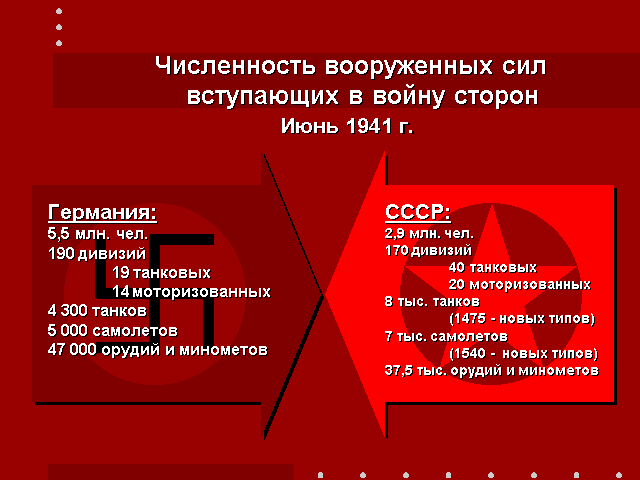 Численность вооруженных сил
вступающих в войну сторон
Июнь 1941 г.
Германия:
5,5 млн. чел.
190 дивизий
19 танковых
14 моторизованных
4 300 танков
5 000 самолетов
47 000 орудий и минометов
СССР:
2,9 млн. чел.
170 дивизий
40 танковых
20 моторизованных
8 тыс. танков
(1475 - новых типов)
7 тыс. самолетов
(1540 - новых типов)
37,5 тыс. орудий и минометов